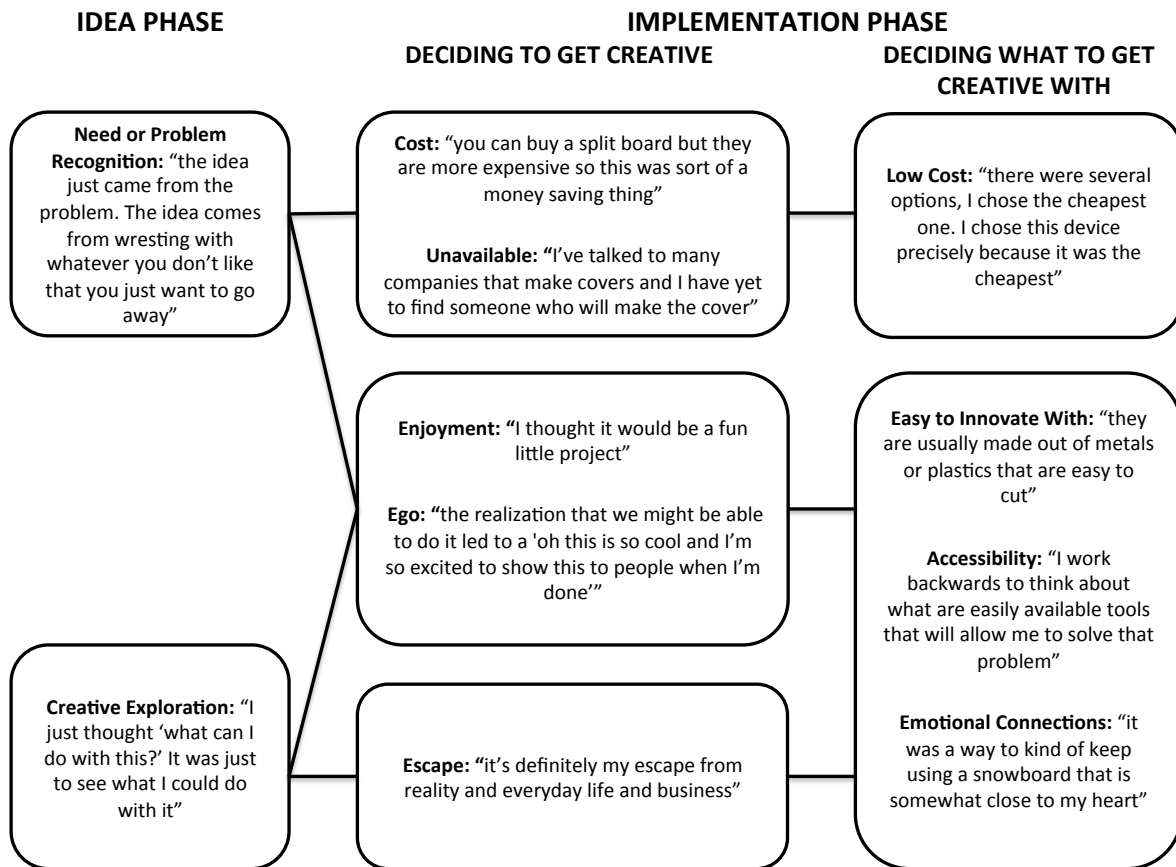 IDEA PHASE
IMPLEMENTATION PHASE
DECIDING TO GET CREATIVE
DECIDING WHAT TO GET
CREATIVE WITH
Need or Problem
Recognition: “the idea
just came from the
problem. The idea comes
from wresting with
whatever you don’t like
that you just want to go
away”
Creative Exploration: “I
just thought ‘what can I
do with this?’ It was just
to see what I could do
with it”
Cost: “you can buy a split board but they
are more expensive so this was sort of a
money saving thing”
Unavailable: “I’ve talked to many
companies that make covers and I have yet
to find someone who will make the cover”
Enjoyment: “I thought it would be a fun
little project”
Ego: “the realization that we might be able
to do it led to a 'oh this is so cool and I’m
so excited to show this to people when I’m
done’”
Escape: “it’s definitely my escape from
reality and everyday life and business”
Low Cost: “there were several
options, I chose the cheapest
one. I chose this device
precisely because it was the
cheapest”
Easy to Innovate With: “they
are usually made out of metals
or plastics that are easy to
cut”
Accessibility: “I work
backwards to think about
what are easily available tools
that will allow me to solve that
problem”
Emotional Connections: “it
was a way to kind of keep
using a snowboard that is
somewhat close to my heart”